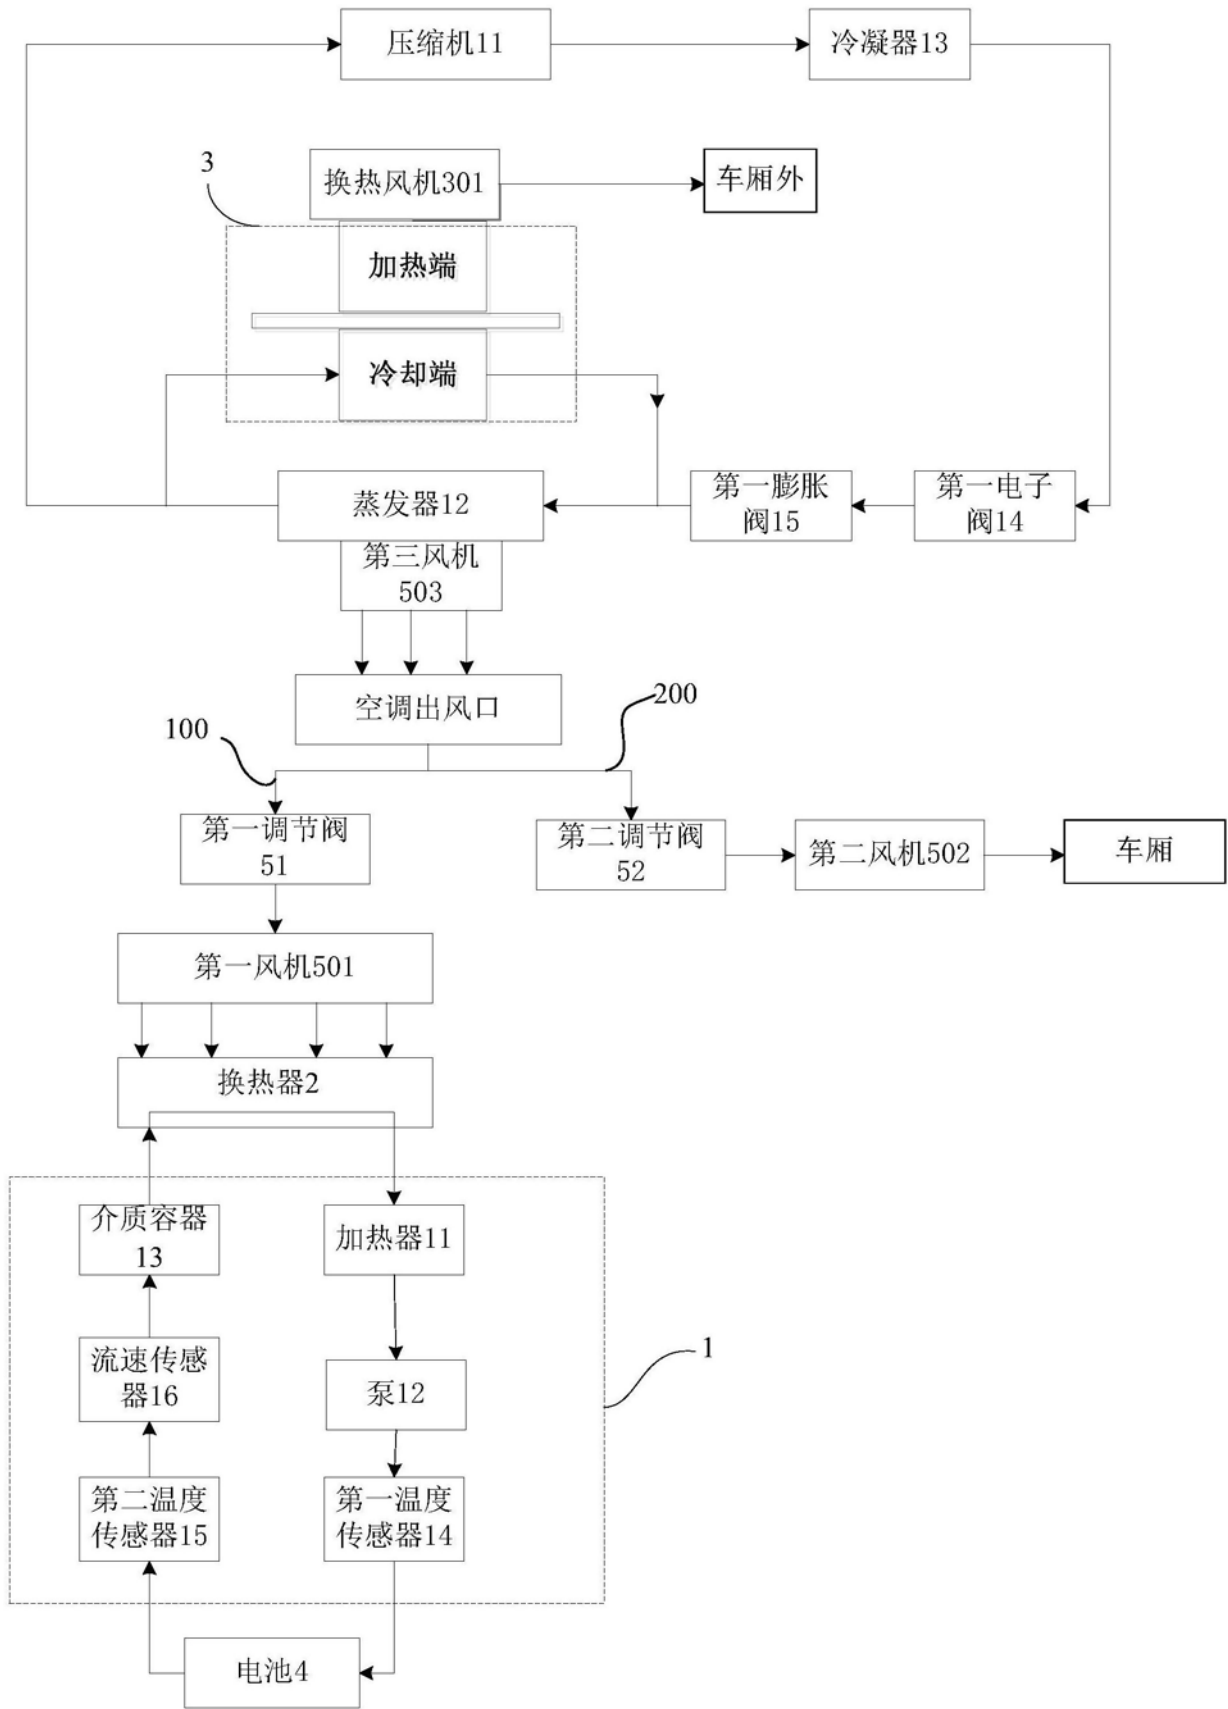 压缩机11
冷凝器13
3
换热风机301
车厢外
加热端
冷却端
蒸发器12
第一膨胀
阀15
第一电子
阀14
第三风机
503
空调出风口
200
100
第一调节阀
51
第二调节阀
52
第二风机502
车厢
第一风机501
换热器2
介质容器
13
加热器11
流速传感
器16
泵12
1
第二温度
传感器15
第一温度
传感器14
电池4